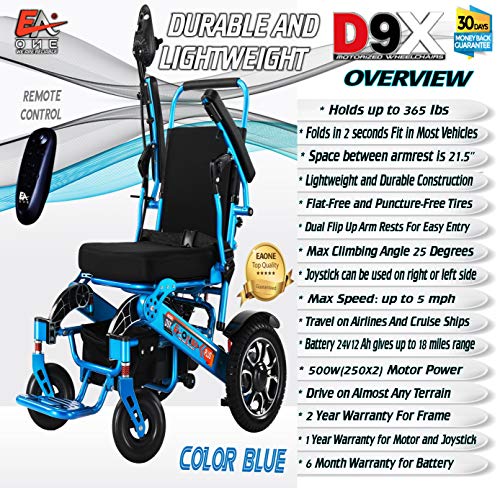 EA
ONE
WE ARE RELIABLE
DURABLE AND
LIGHTWEIGHT
D9X
MOTORIZED WHEELCHAIRS
30 DAYS
MONEY BACK
GUARANTEE
OVERVIEW
REMOTE
CONTROL
* Holds up to 365 lbs
* Folds in 2 seconds Fit in Most Vehicles
* Space between armrest is 21.5"
* Lightweight and Durable Construction
* Flat-Free and Puncture-Free Tires
* Dual Flip Up Arm Rests For Easy Entry
* Max Climbing Angle 25 Degrees
* Joystick can be used on right or left side
* Max Speed: up to 5 mph
* Travel on Airlines And Cruise Ships
* Battery 24V12 Ah gives up to 18 miles range
* 500W(250X2) Motor Power
* Drive on Almost Any Terrain
* 2 Year Warranty For Frame
* 1 Year Warranty for Motor and Joystick
* 6 Month Warranty for Battery
EAONE
Top Quality
Guaranteed
COLOR BLUE